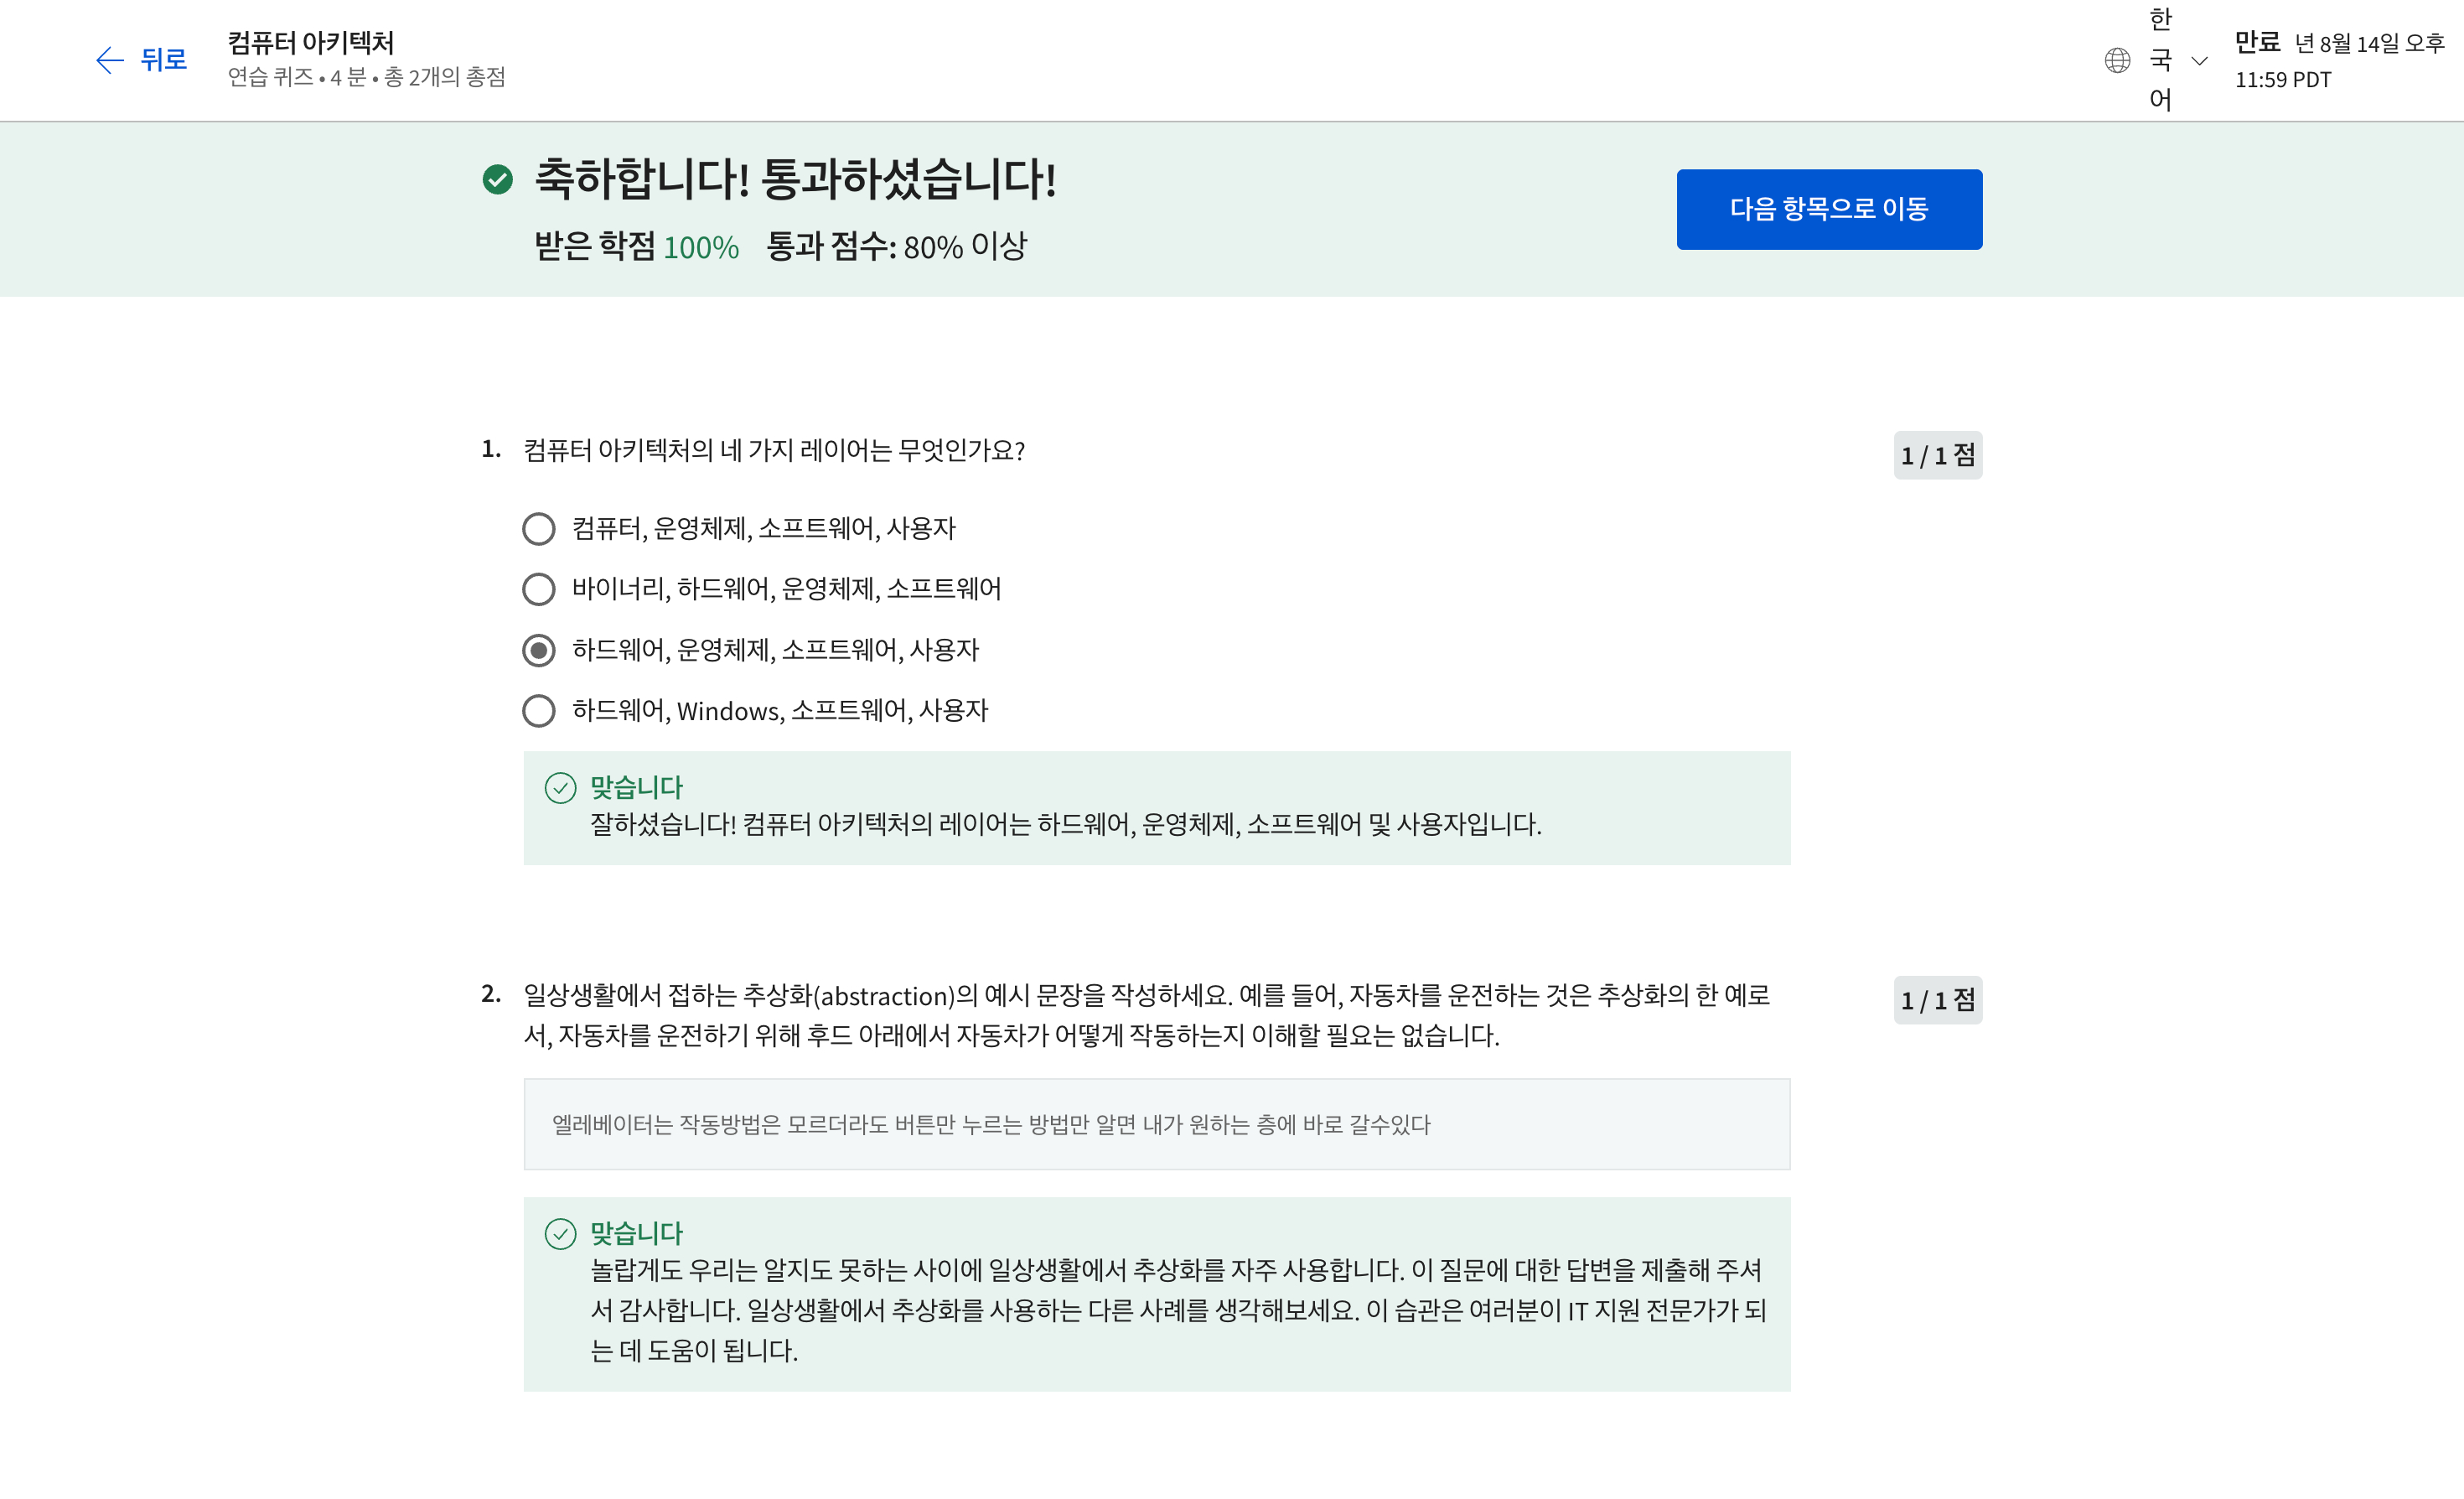 뒤로
컴퓨터 아키텍처
연습 퀴즈 • 4 분 • 총 2개의 총점
한
국
어
만료 년 8월 14일 오후
11:59 PDT
축하합니다! 통과하셨습니다!
받은 학점 100% 통과 점수: 80% 이상
다음 항목으로 이동
1. 컴퓨터 아키텍처의 네 가지 레이어는 무엇인가요?
1 / 1 점
컴퓨터, 운영체제, 소프트웨어, 사용자
바이너리, 하드웨어, 운영체제, 소프트웨어
하드웨어, 운영체제, 소프트웨어, 사용자
하드웨어, Windows, 소프트웨어, 사용자
맞습니다
잘하셨습니다! 컴퓨터 아키텍처의 레이어는 하드웨어, 운영체제, 소프트웨어 및 사용자입니다.
2. 일상생활에서 접하는 추상화(abstraction)의 예시 문장을 작성하세요. 예를 들어, 자동차를 운전하는 것은 추상화의 한 예로
서, 자동차를 운전하기 위해 후드 아래에서 자동차가 어떻게 작동하는지 이해할 필요는 없습니다.
1 / 1 점
엘레베이터는 작동방법은 모르더라도 버튼만 누르는 방법만 알면 내가 원하는 층에 바로 갈수있다
맞습니다
놀랍게도 우리는 알지도 못하는 사이에 일상생활에서 추상화를 자주 사용합니다. 이 질문에 대한 답변을 제출해 주셔
서 감사합니다. 일상생활에서 추상화를 사용하는 다른 사례를 생각해보세요. 이 습관은 여러분이 IT 지원 전문가가 되
는 데 도움이 됩니다.